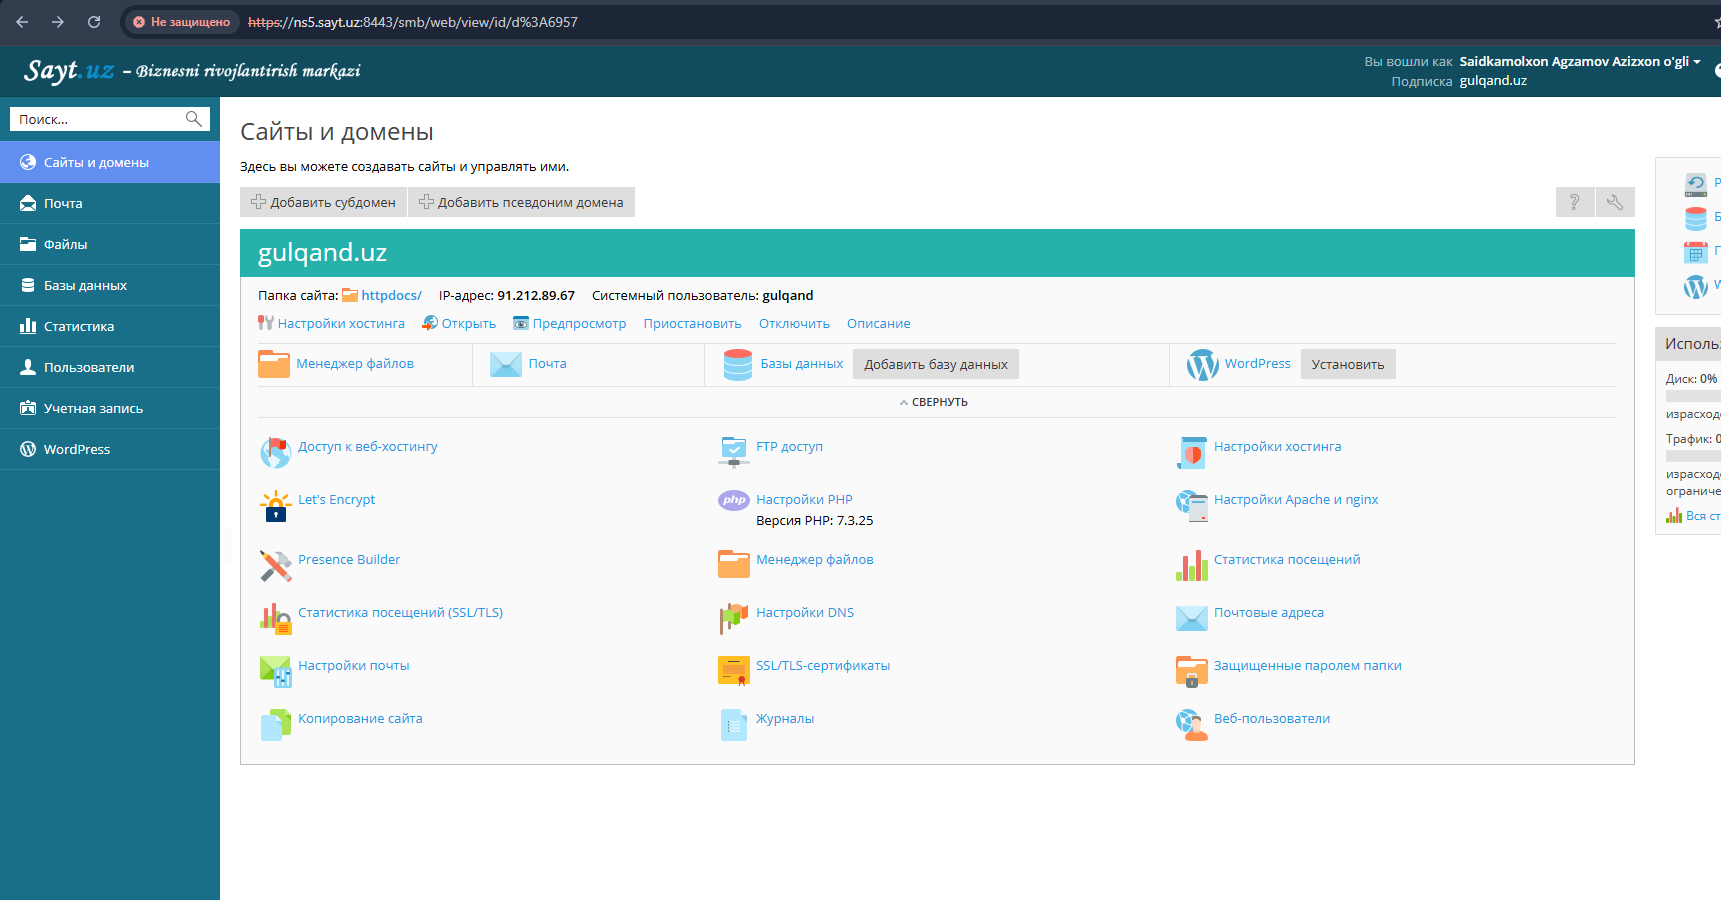 Не защищено https://ns5.sayt.uz:8443/smb/web/view/id/d%3A6957
Sayt.uz – Biznesni rivojlantirish markazi
Вы вошли как Saidkamolxon Agzamov Azizxon o'gli
Подписка gulqand.uz
Поиск...
Сайты и домены
Почта
Файлы
Базы данных
Статистика
Пользователи
Учетная запись
WordPress
Сайты и домены
Здесь вы можете создавать сайты и управлять ими.
Добавить субдомен Добавить псевдоним домена
?
gulqand.uz
Папка сайта: httpdocs/ IP-адрес: 91.212.89.67 Системный пользователь: gulqand
Настройки хостинга Открыть Предпросмотр Приостановить Отключить Описание
Менеджер файлов Почта Базы данных Добавить базу данных WordPress Установить
СВЕРНУТЬ
Доступ к веб-хостингу FTP доступ Настройки хостинга
Let's Encrypt php Настройки PHP Настройки Apache и nginx
Версия PHP: 7.3.25
Presence Builder Менеджер файлов Статистика посещений
Статистика посещений (SSL/TLS) Настройки DNS Почтовые адреса
Настройки почты SSL/TLS-сертификаты Защищенные паролем папки
Копирование сайта Журналы Веб-пользователи
Диск: 0%
Трафик:
Вся